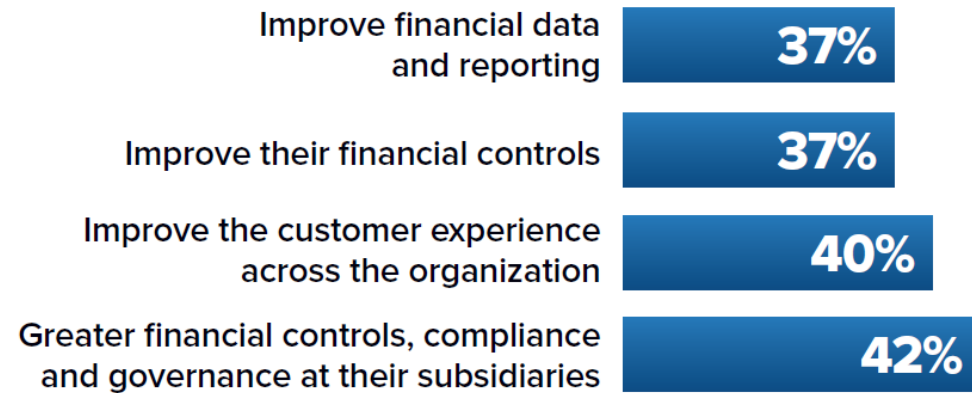 Improve financial data
and reporting
37%
Improve their financial controls
37%
Improve the customer experience
across the organization
40%
Greater financial controls, compliance
and governance at their subsidiaries
42%